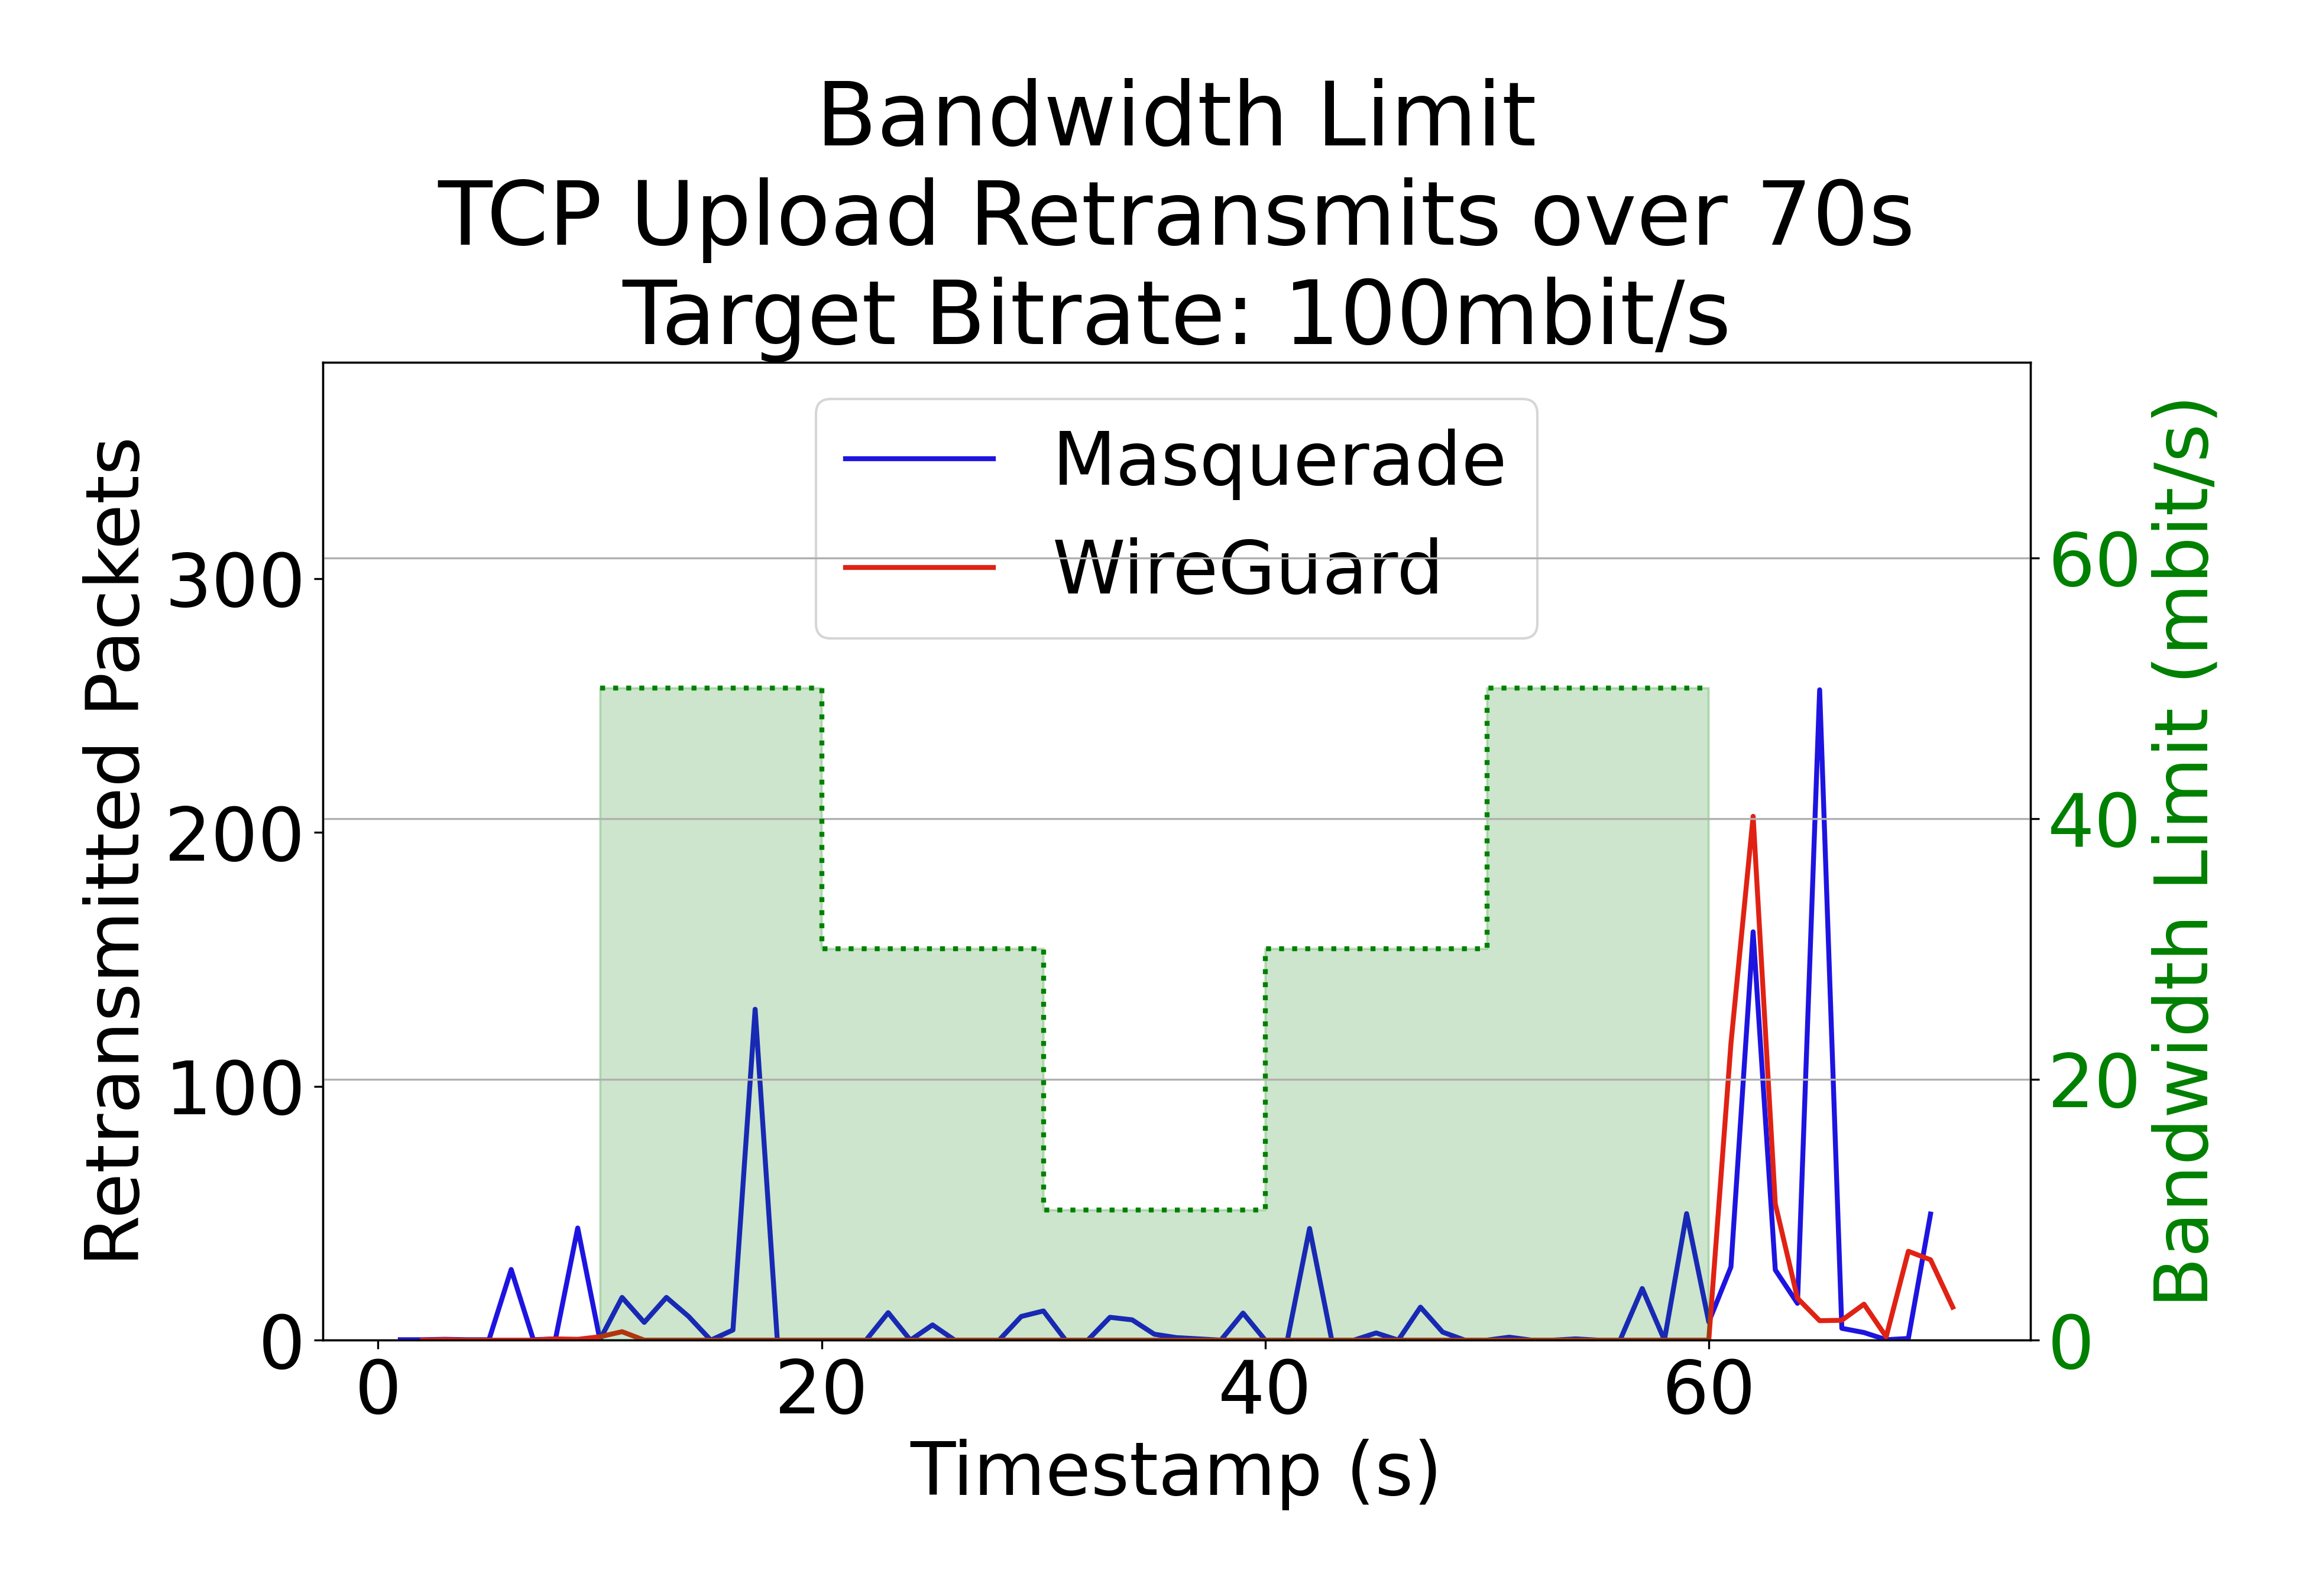 Bandwidth Limit
TCP Upload Retransmits over 70s
Target Bitrate: 100mbit/s
Masquerade
WireGuard
Retransmitted Packets
300
200
100
0
0
20
40
60
Timestamp (s)
60
40
20
0
Bandwidth Limit (mbit/s)